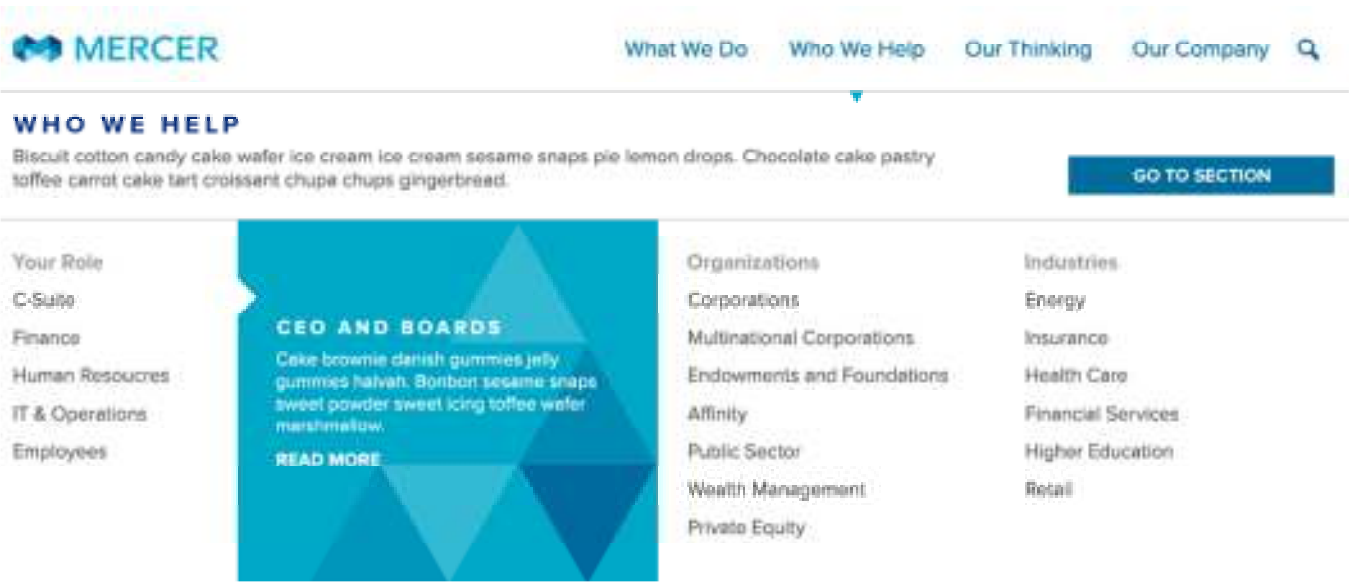 MERCER
What We Do
Who We Help
Our Thinking
Our Company
WHO WE HELP
Biscuit cotton candy cake wafer ice cream ice cream sesame snaps pie lemon drops. Chocolate cake pastry
toffee carrot cake tart croissant chupa chups gingerbread.
GO TO SECTION
Your Role
C-Suite
Finance
Human Resoucres
IT & Operations
Employees
CEO AND BOARDS
Cake brownie danish gummies jelly
gummies halvah. Bonbon sesame snaps
sweet powder sweet icing toffee wafer
marshmallow.
READ MORE
Organizations
Corporations
Multinational Corporations
Endowments and Foundations
Affinity
Public Sector
Wealth Management
Private Equity
Industries
Energy
Insurance
Health Care
Financial Services
Higher Education
Retail